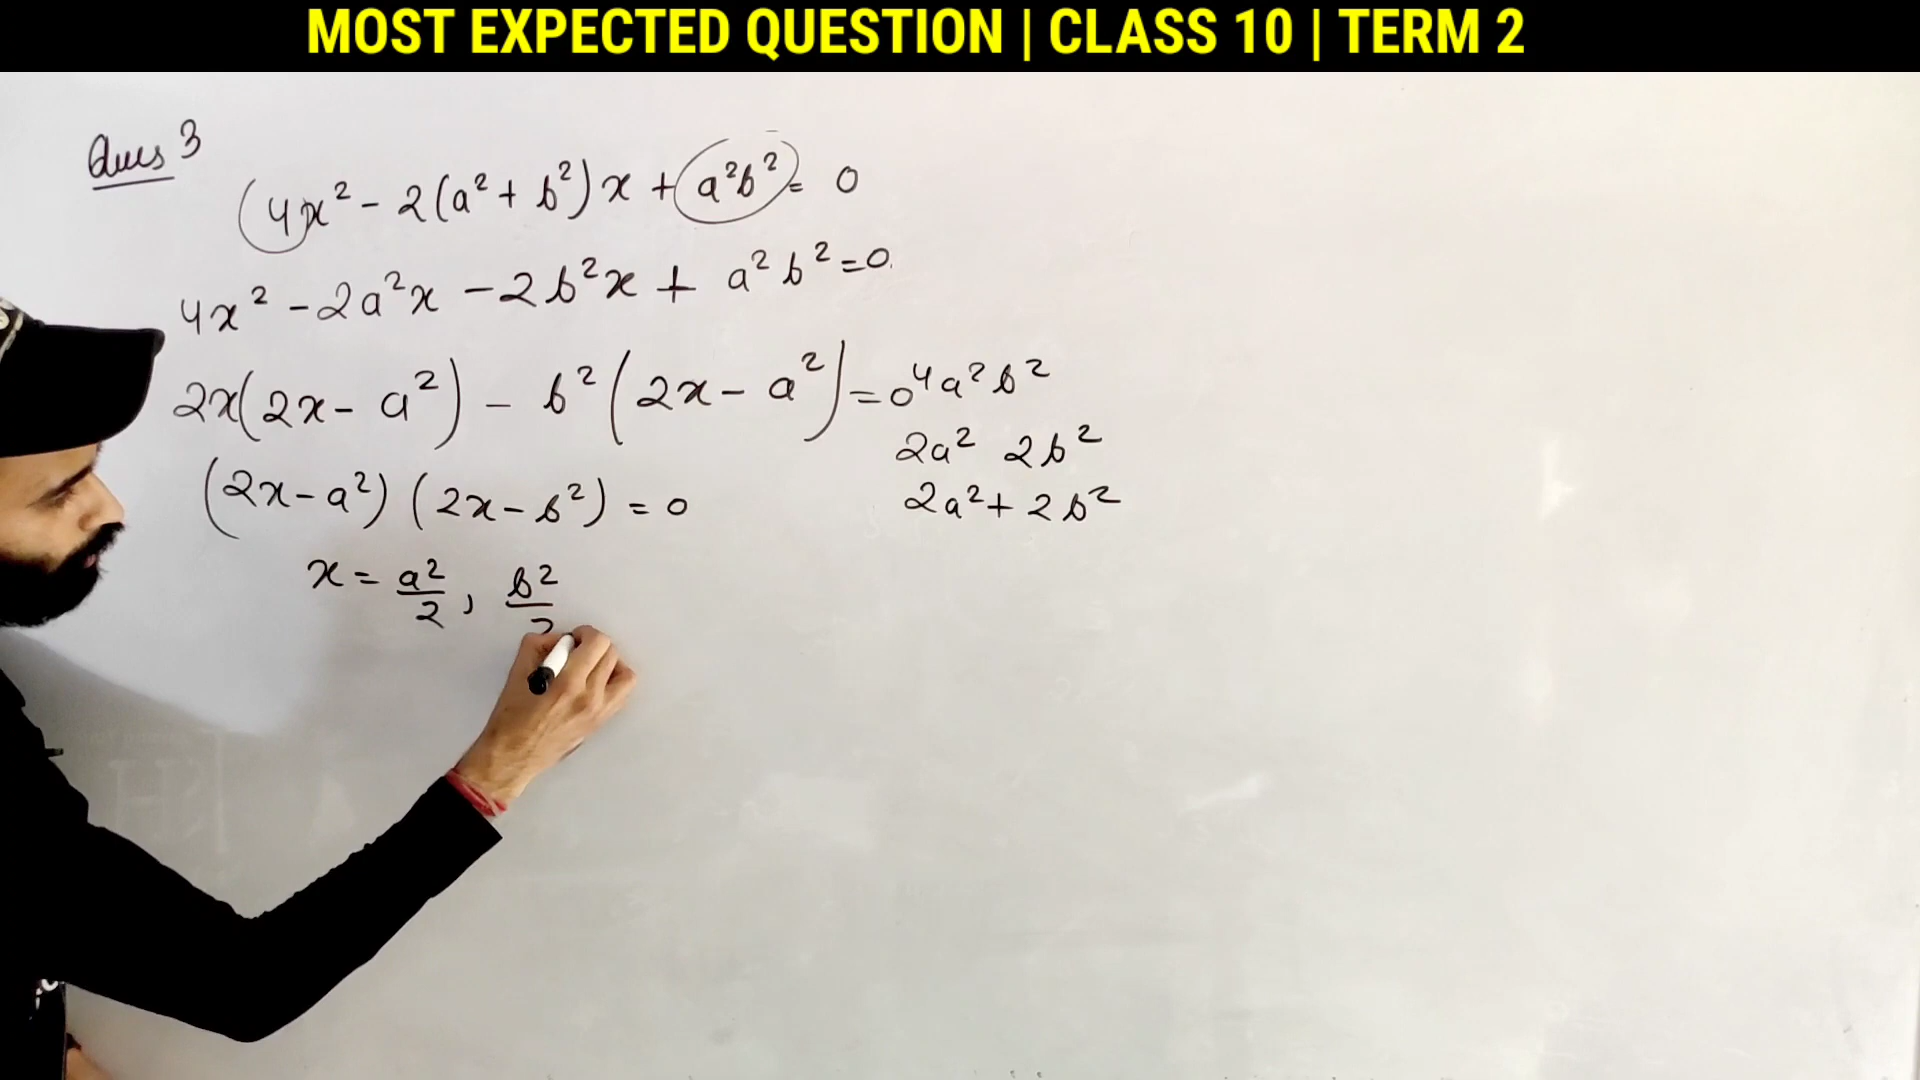 MOST EXPECTED QUESTION | CLASS 10 | TERM 2
Ques 3
(4x² - 2(a² + b²)x + a²b² = 0
4x² - 2a²x - 2b²x + a²b² = 0
2x(2x - a²) - b²(2x - a²) = 0
4a²b²
2a² 2b²
2a² + 2b²
(2x - a²) (2x - b²) = 0
x = a²/2, b²/2